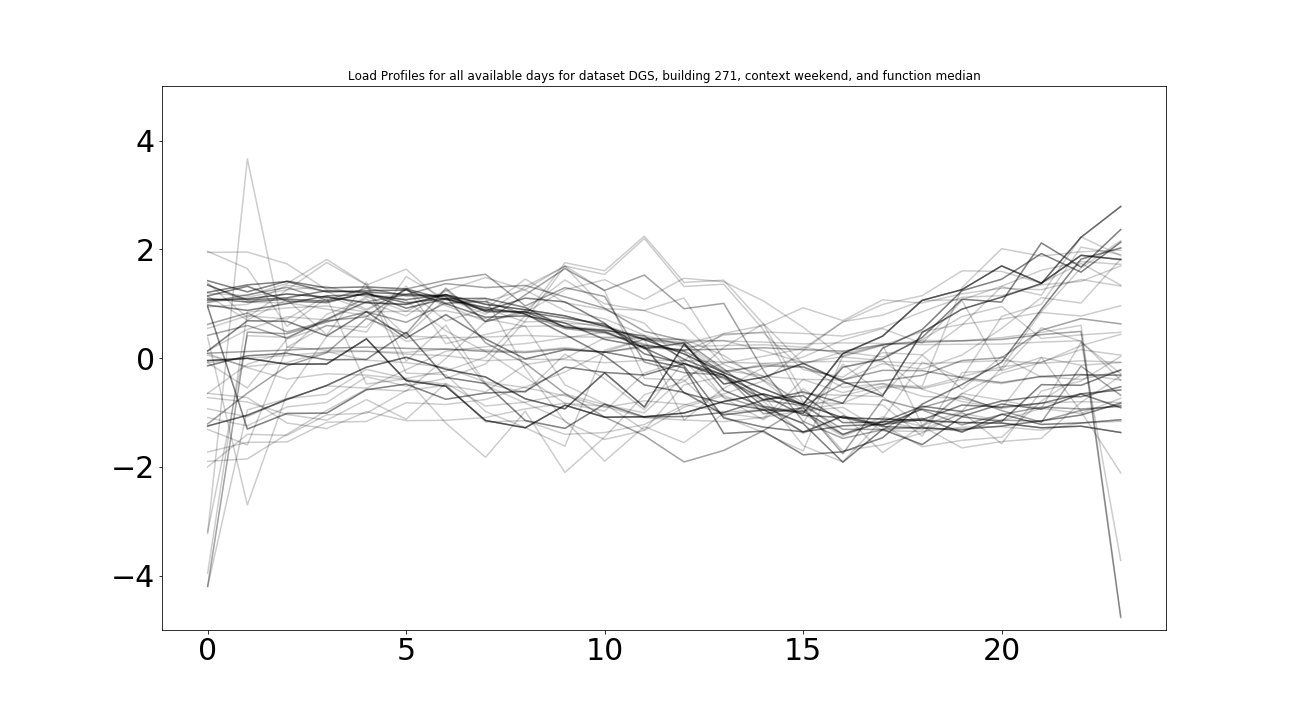 Load Profiles for all available days for dataset DGS, building 271, context weekend, and function median
4
2
0
−2
−4
0 5 10 15 20